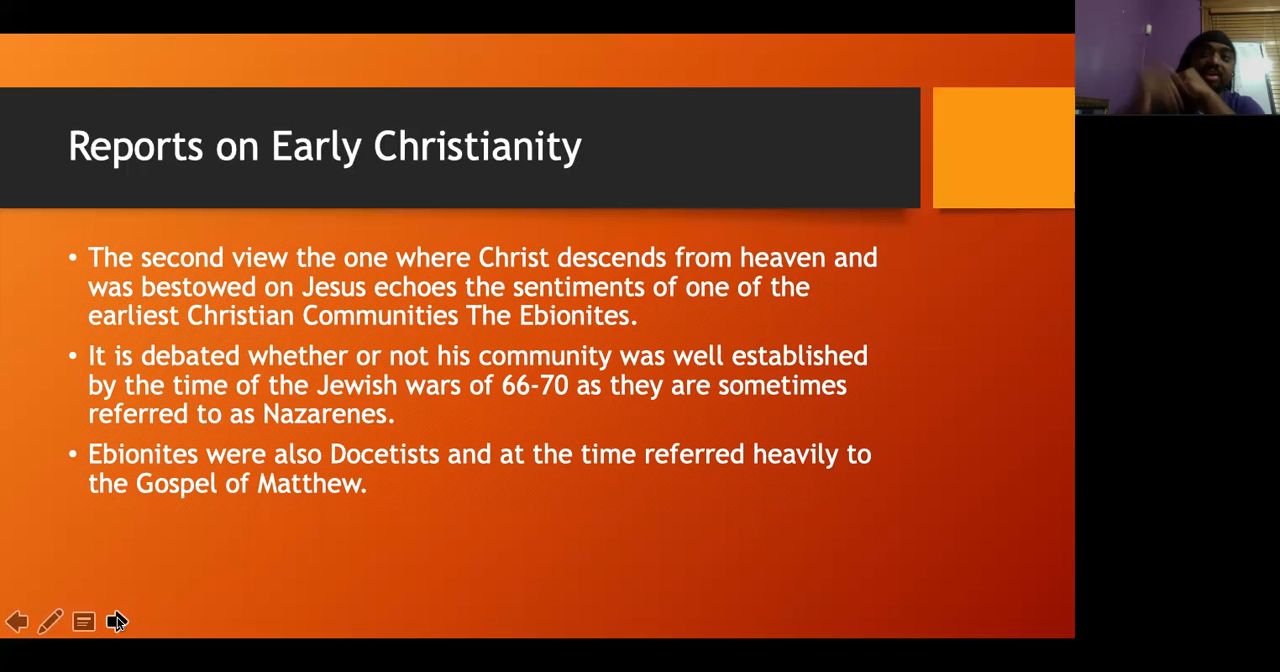 Reports on Early Christianity
• The second view the one where Christ descends from heaven and
was bestowed on Jesus echoes the sentiments of one of the
earliest Christian Communities The Ebionites.
• It is debated whether or not his community was well established
by the time of the Jewish wars of 66-70 as they are sometimes
referred to as Nazarenes.
• Ebionites were also Docetists and at the time referred heavily to
the Gospel of Matthew.